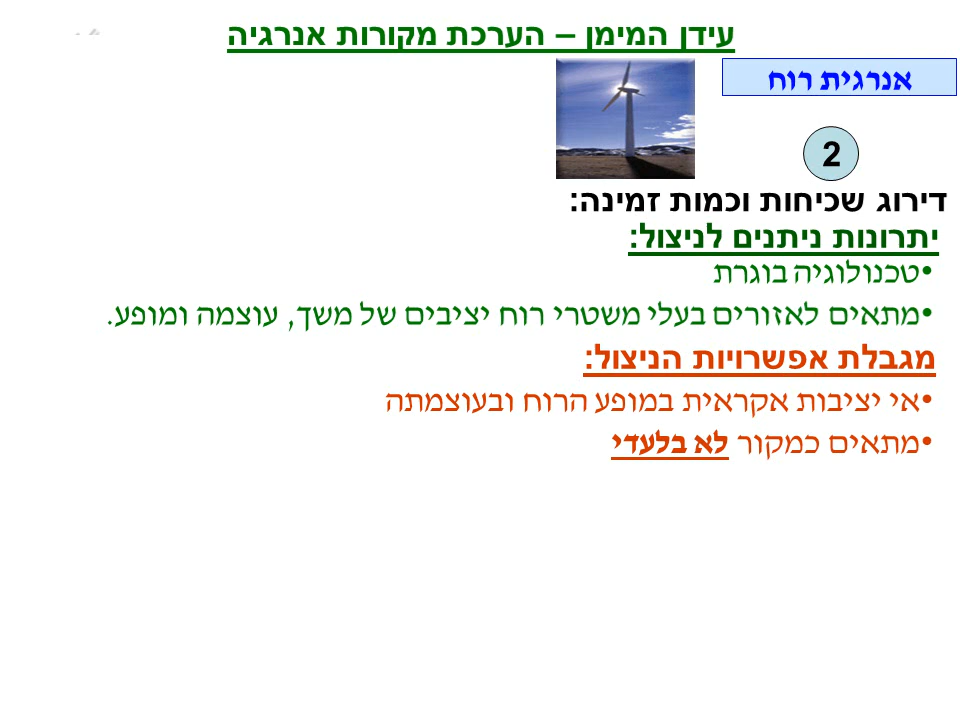 עידן המימן – הערכת מקורות אנרגיה
אנרגית רוח
2
דירוג שכיחות וכמות זמינה:
יתרונות ניתנים לניצול:
•טכנולוגיה בוגרת
•מתאים לאזורים בעלי משטרי רוח יציבים של משך, עוצמה ומופע.
מגבלת אפשרויות הניצול:
•אי יציבות אקראית במופע הרוח ובעוצמתה
•מתאים כמקור לא בלעדי